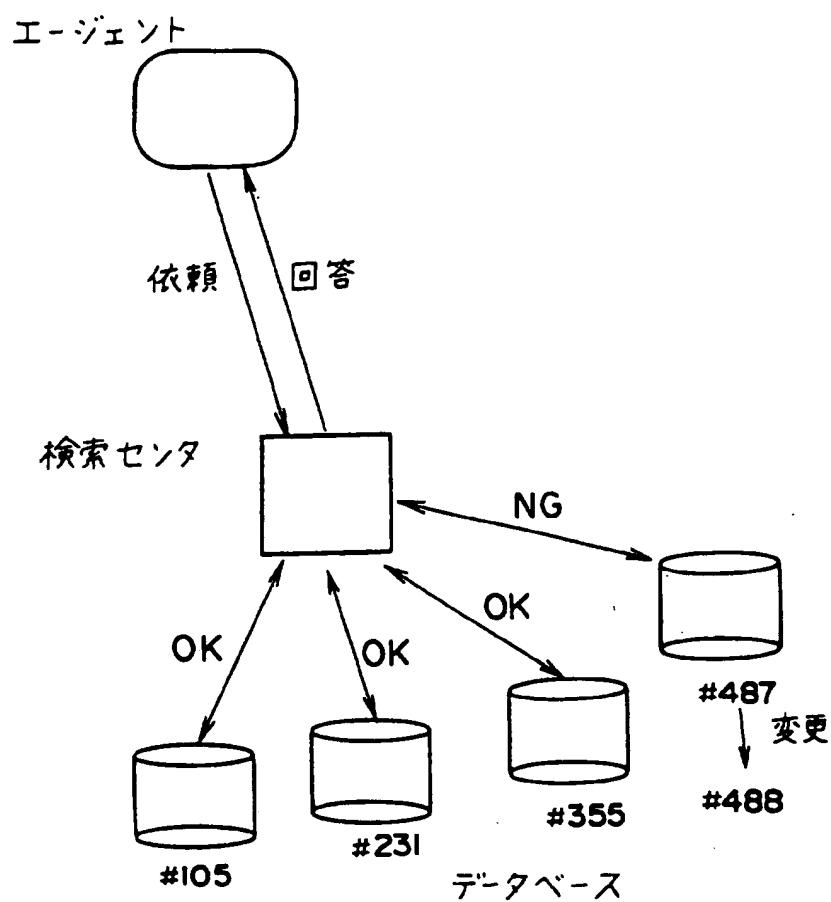 エージェント
依頼
回答
検索センタ
NG
OK
OK
OK
#487
変更
#488
#355
#231
#105
データベース